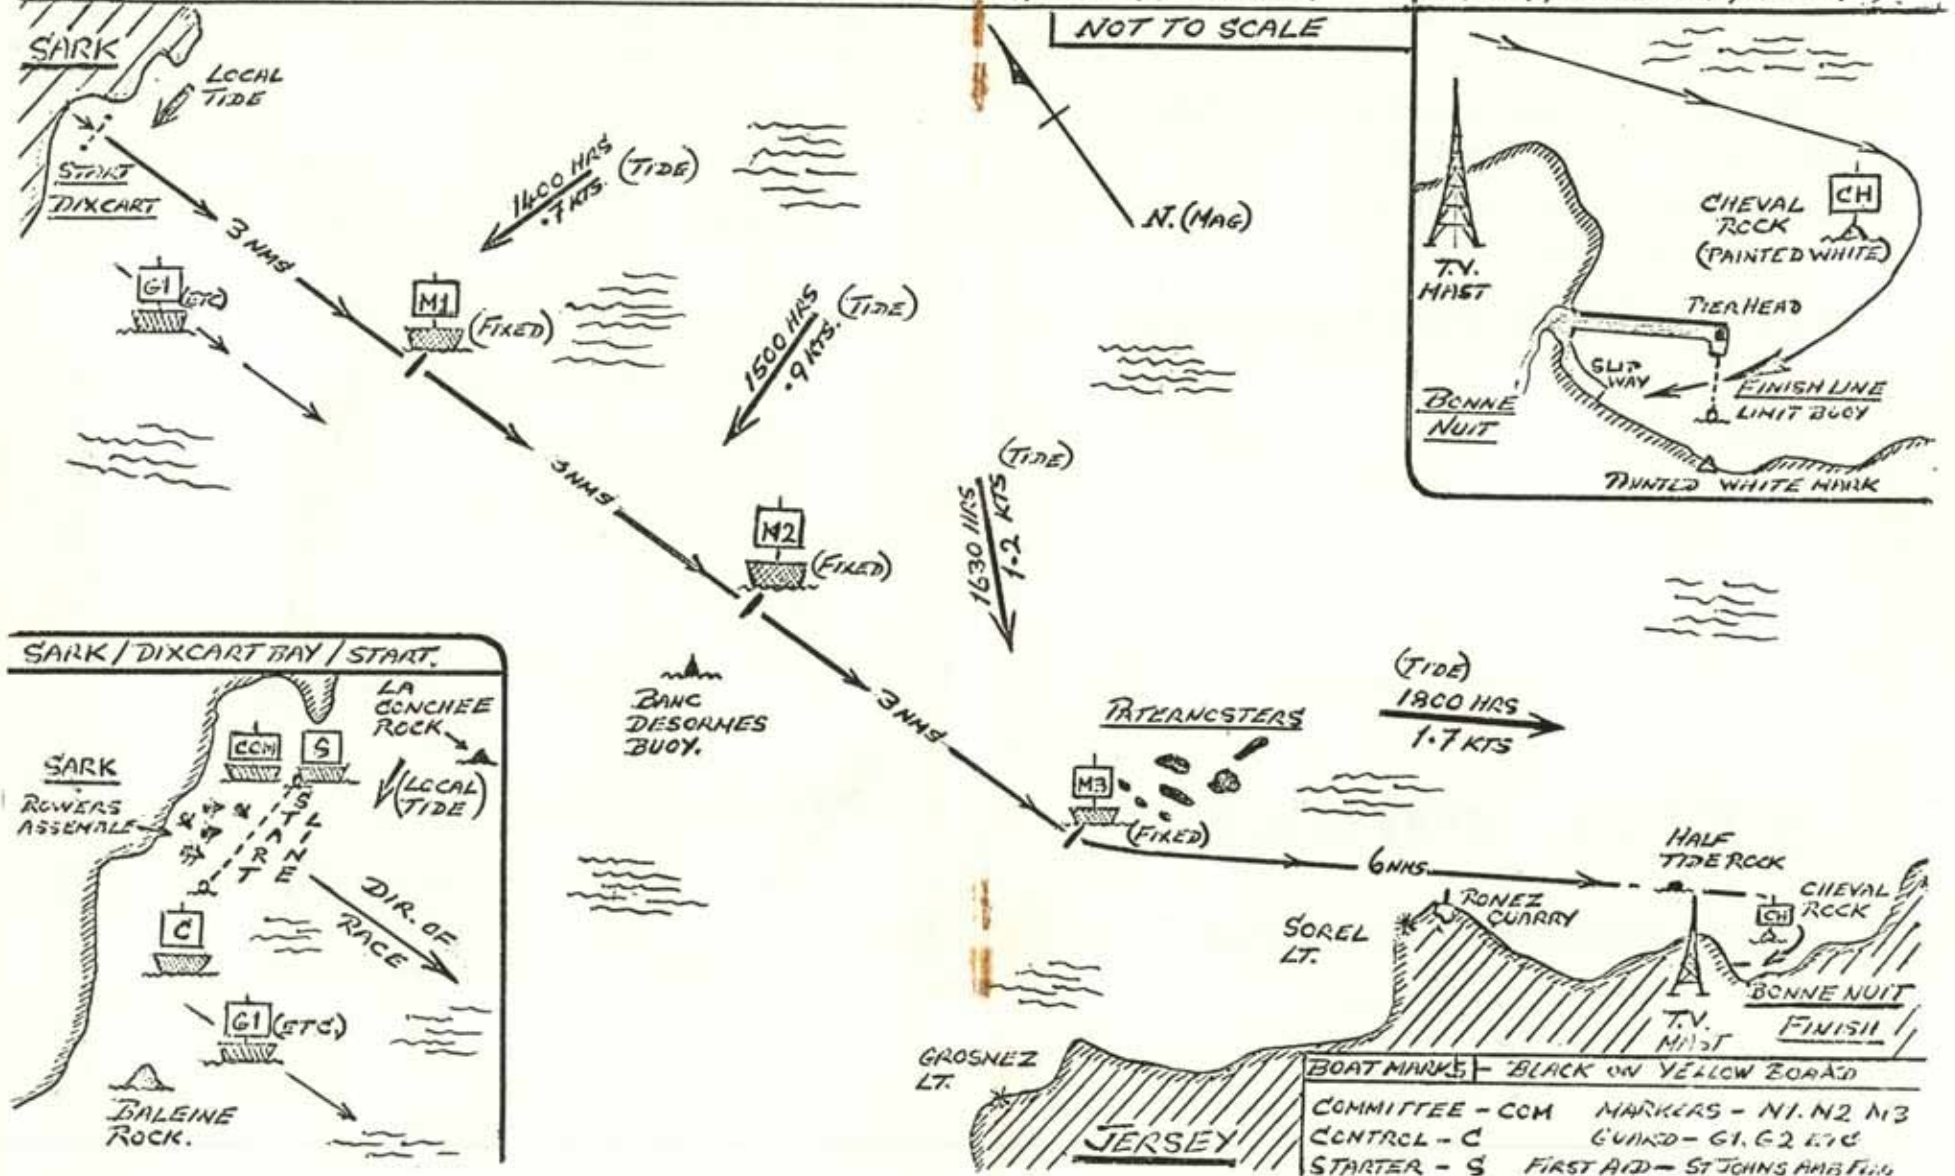 NOT TO SCALE
SARK
LOCAL
TIDE
START
DIXCART
3 NMS
G1
(ETC)
M1
(FIXED)
1400 HRS
.7 KTS.
(TIDE)
1500 HRS
.9 KTS.
(TIDE)
N. (MAG)
3 NMS
M2
(FIXED)
(TIDE)
1630 HRS
1.2 KTS
BANC
DESORMES
BUOY.
3 NMS
PATERNOSTERS
M3
(FIXED)
(TIDE)
1800 HRS
1.7 KTS
6 NMS
HALF
TIDE ROCK
CHEVAL
ROCK
CH
RONEZ
QUARRY
SOREL
LT.
T.V.
MAST
BONNE NUIT
FINISH
GROSNEZ
LT.
JERSEY
CH
CHEVAL
ROCK
(PAINTED WHITE)
T.V.
MAST
PIER HEAD
SLIP
WAY
BONNE
NUIT
FINISH LINE
LIMIT BUOY
PAINTED WHITE MARK
SARK / DIXCART BAY / START.
LA
CONCHEE
ROCK
COM
S
(LOCAL
TIDE)
SARK
ROWERS
ASSEMBLE
START
LINE
C
DIR. OF
RACE
G1
(ETC.)
BALEINE
ROCK.
BOAT MARKS - BLACK ON YELLOW BOARD
COMMITTEE - COM MARKERS - M1. M2 M3
CONTROL - C GUARD - G1. G2 ETC
STARTER - S FIRST AID - ST JOHNS AMB